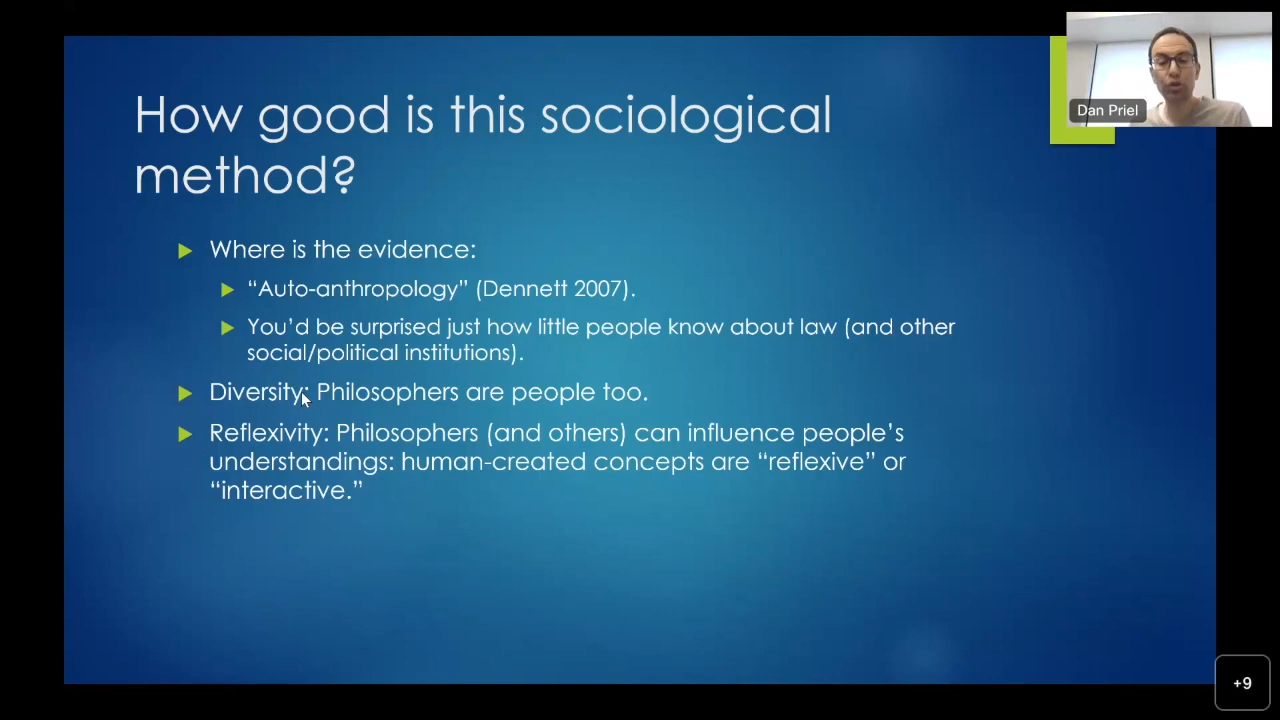 How good is this sociological
method?
Where is the evidence:
“Auto-anthropology” (Dennett 2007).
You’d be surprised just how little people know about law (and other
social/political institutions).
Diversity: Philosophers are people too.
Reflexivity: Philosophers (and others) can influence people’s
understandings: human-created concepts are “reflexive” or
“interactive.”
Dan Priel
+9